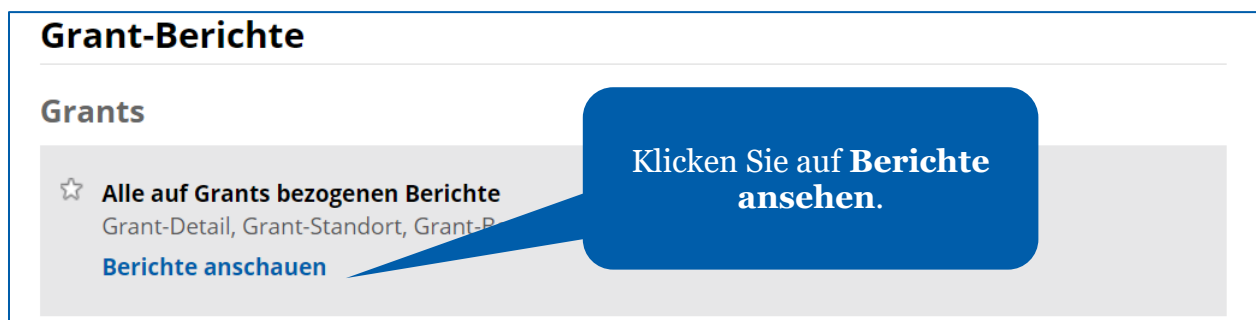 Grant-Berichte
Grants
Klicken Sie auf Berichte
ansehen.
Alle auf Grants bezogenen Berichte
Grant-Detail, Grant-Standort,
Berichte anschauen